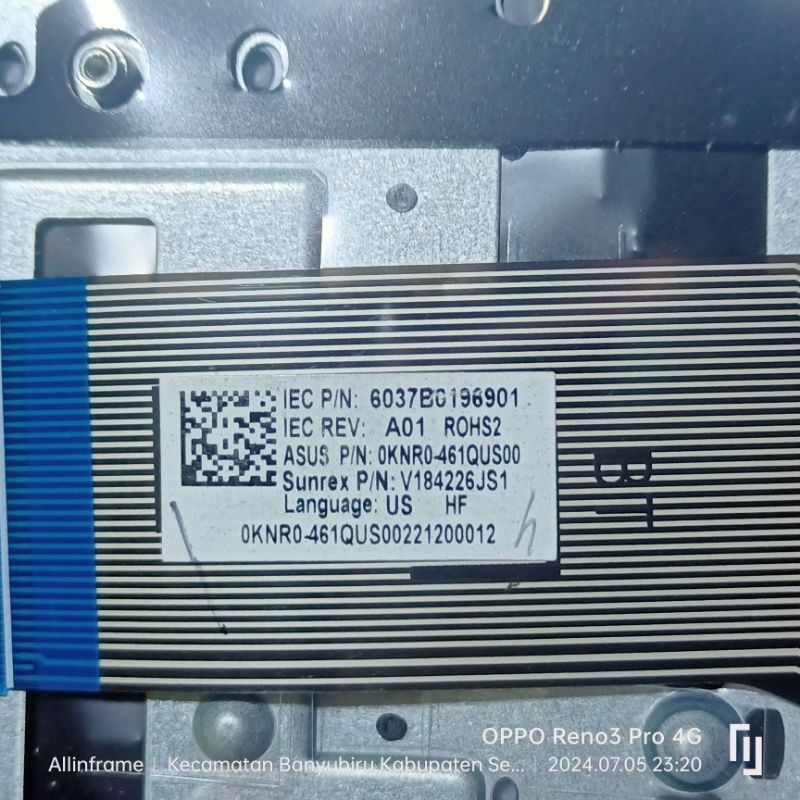 IEC P/N: 6037B0196901
IEC REV: A01 ROHS2
ASUS P/N: 0KNR0-461QUS00
Sunrex P/N: V184226JS1
Language: US HF
0KNR0-461QUS00221200012
4
BT
OPPO Reno3 Pro 4G
Allinframe | Kecamatan Banyubiru Kabupaten Se... | 2024.07.05 23:20